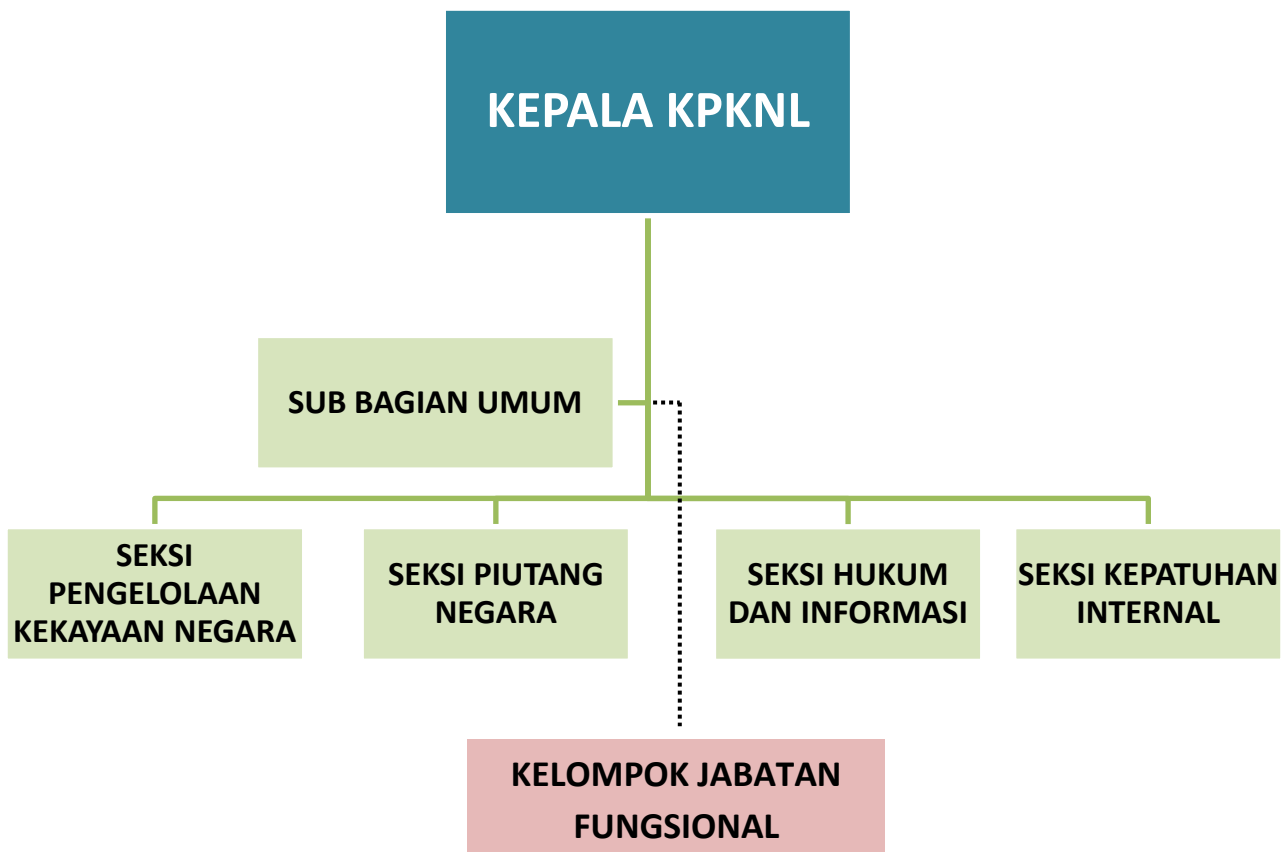 KEPALA KPKNL
SUB BAGIAN UMUM
SEKSI
PENGELOLAAN
KEKAYAAN NEGARA
SEKSI PIUTANG
NEGARA
SEKSI HUKUM
DAN INFORMASI
SEKSI KEPATUHAN
INTERNAL
KELOMPOK JABATAN
FUNGSIONAL